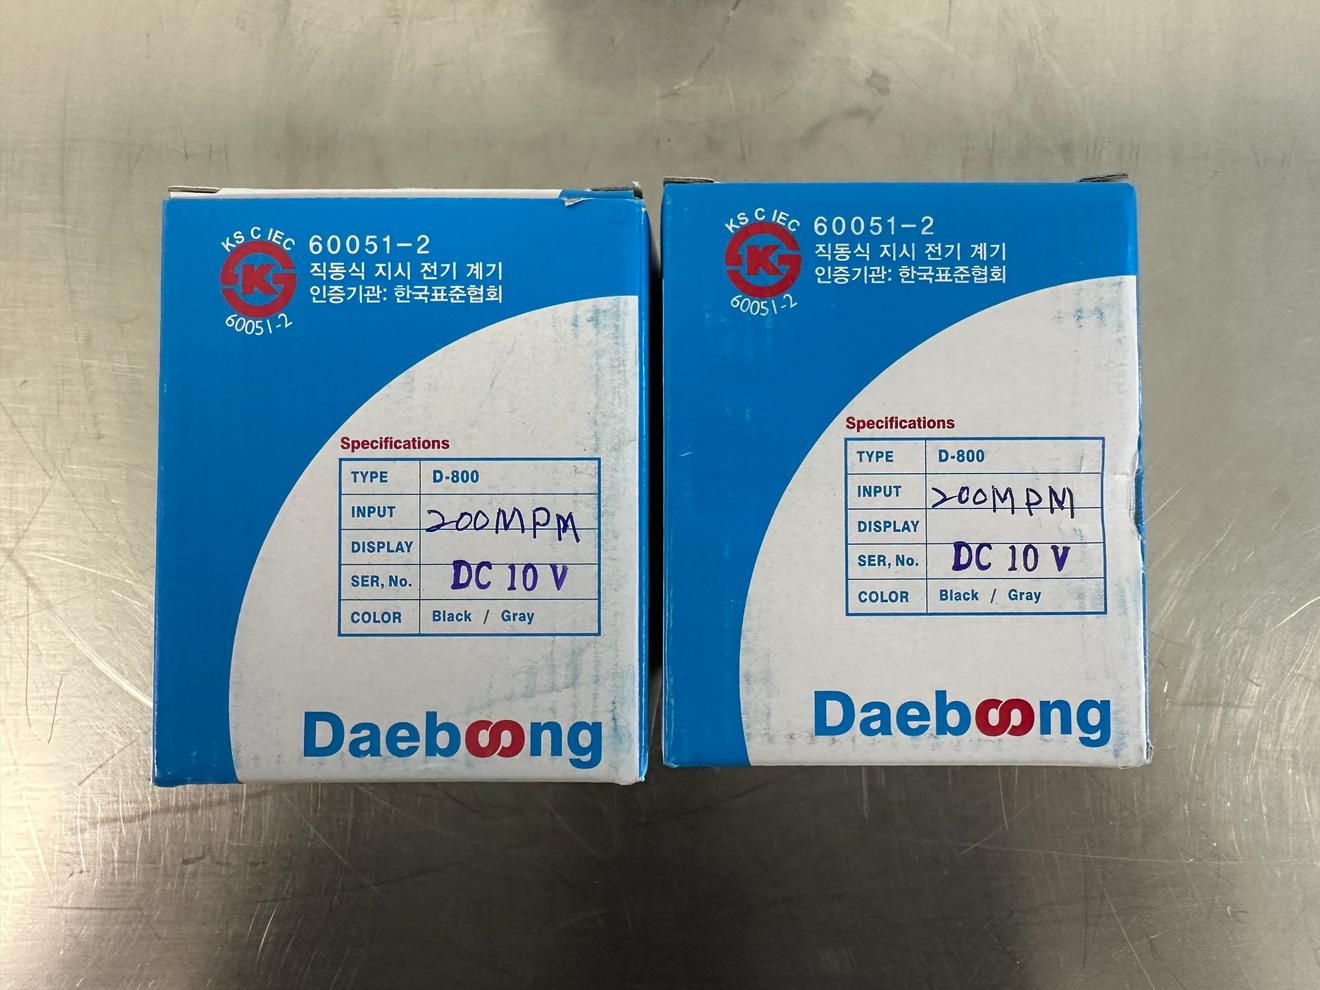 KS C IEC
60051-2
60051-2
직동식 지시 전기 계기
인증기관: 한국표준협회
Specifications
TYPE D-800
INPUT 200MPM
DISPLAY
SER, No. DC 10 V
COLOR Black / Gray
Daeboong
KS C IEC
60051-2
60051-2
직동식 지시 전기 계기
인증기관: 한국표준협회
Specifications
TYPE D-800
INPUT 200MPM
DISPLAY
SER, No. DC 10 V
COLOR Black / Gray
Daeboong